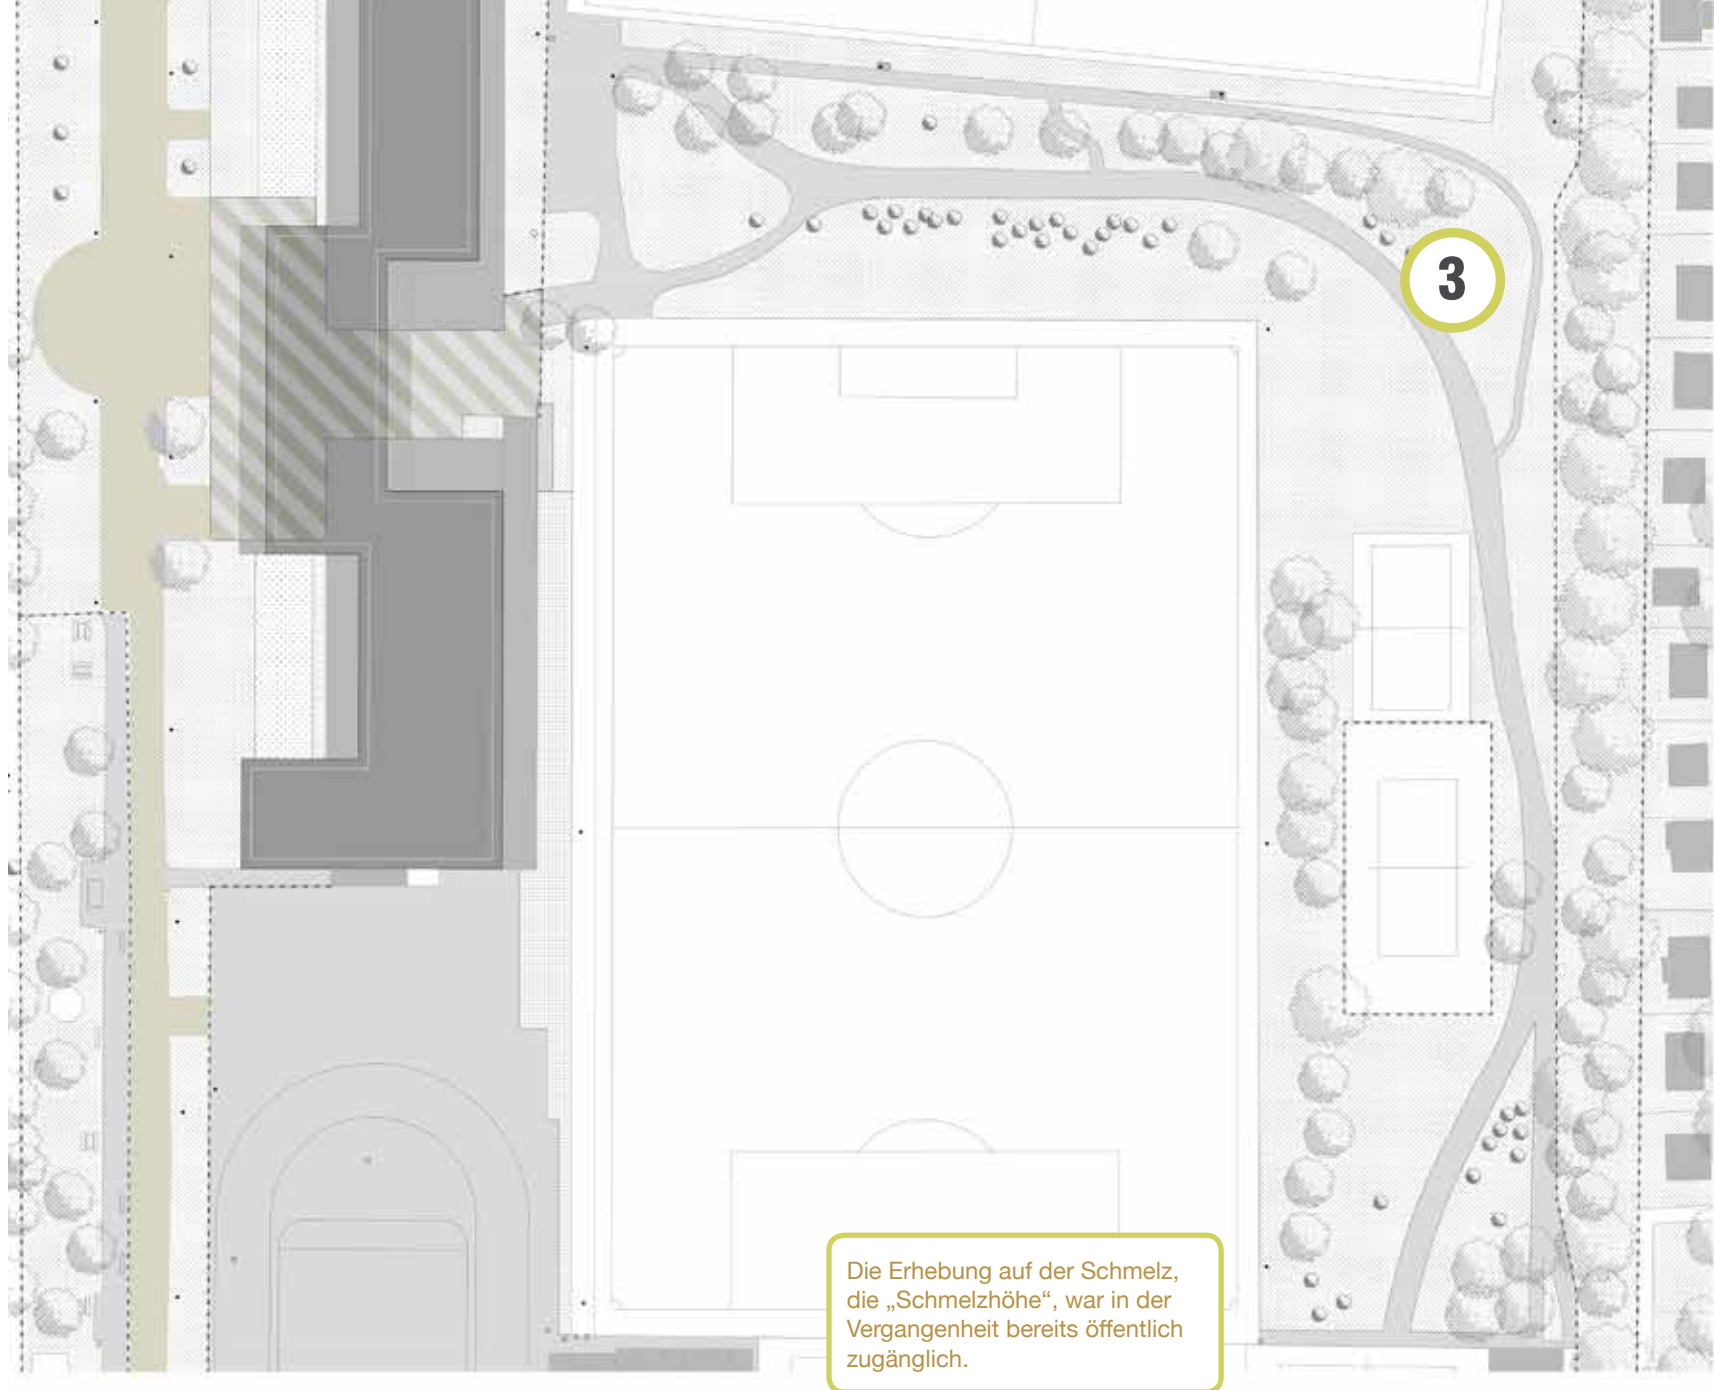 3
Die Erhebung auf der Schmelz,
die „Schmelzhöhe“, war in der
Vergangenheit bereits öffentlich
zugänglich.